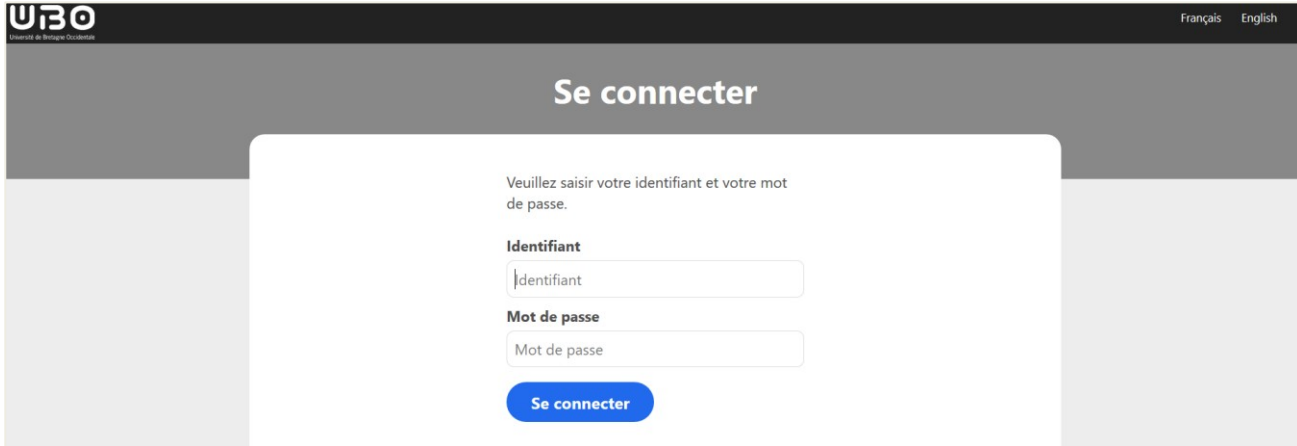 UBO
Université de Bretagne Occidentale
Français English
Se connecter
Veuillez saisir votre identifiant et votre mot
de passe.
Identifiant
Identifiant
Mot de passe
Mot de passe
Se connecter